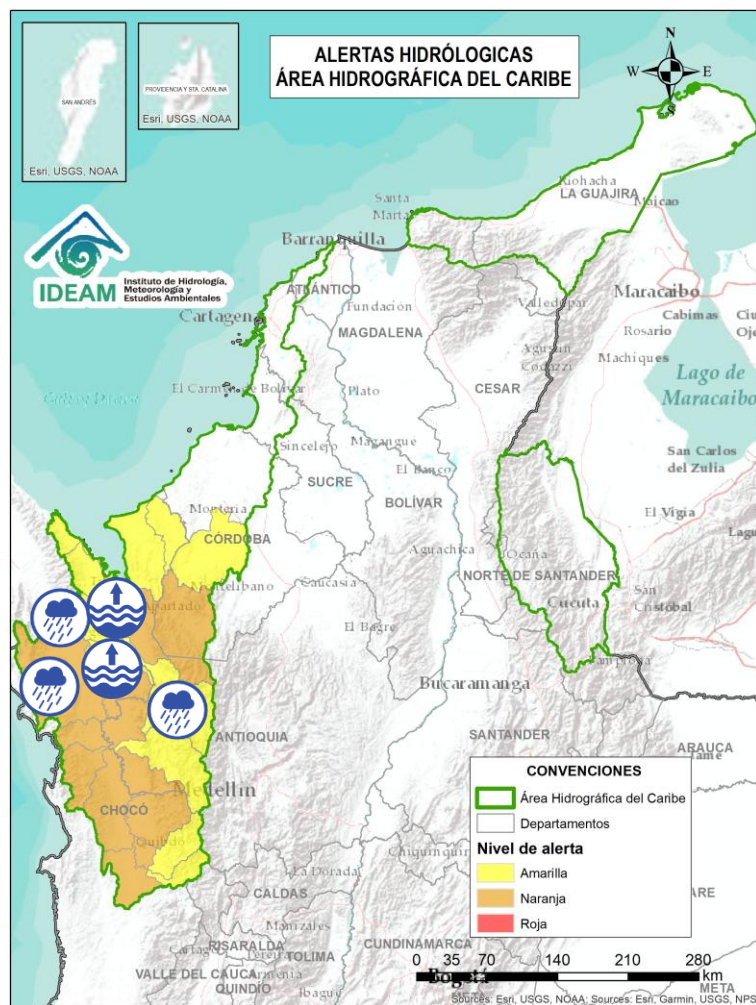 ALERTAS HIDRÓLOGICAS
ÁREA HIDROGRÁFICA DEL CARIBE
SAN ANDRÉS
Esri, USGS, NOAA
PROVIDENCIA Y STA. CATALINA
Esri, USGS, NOAA
N
W
E
S
IDEAM
Instituto de Hidrología,
Meteorología y
Estudios Ambientales
Riohacha
LA GUAJIRA
Maicao
Santa
Marta
Barranquilla
ATLÁNTICO
Fundación
Valledupar
Maracaibo
Cartagena
MAGDALENA
Cabimas
Rosario
Agustín
Codazzi
Machiques
El Carmen de Bolívar
Plato
CESAR
Lago de
Maracaibo
Sincelejo
Magangué
San Carlos
del Zulia
SUCRE
El Banco
BOLÍVAR
Montería
El Vigía
CÓRDOBA
Aguachica
Ocaña
Montelíbano
Caucasia
NORTE DE SANTANDER
San
Cristóbal
Cúcuta
Apartadó
El Bagre
Pamplona
Bucaramanga
ANTIOQUIA
SANTANDER
ARAUCA
Medellín
CHOCÓ
Quibdó
La Dorada
CALDAS
Manizales
RISARALDA
Pereira
TOLIMA
CUNDINAMARCA
VALLE DEL CAUCA
Armenia
QUINDÍO
Ibagué
Bogotá
META
CONVENCIONES
Área Hidrográfica del Caribe
Departamentos
Nivel de alerta
Amarilla
Naranja
Roja
0 35 70 140 210 280
km
Sources: Esri, USGS, NOAA; Sources: Esri, Garmin, USGS,